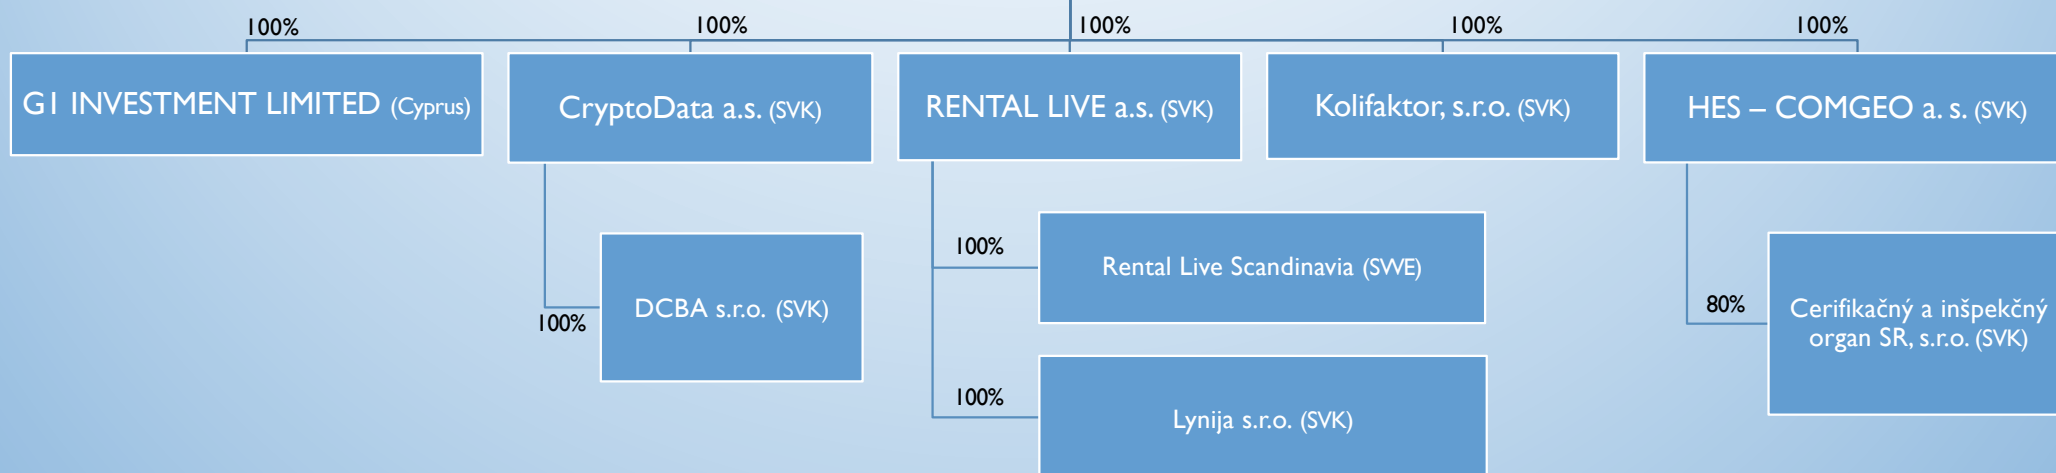 100% 100% 100% 100% 100%
G1 INVESTMENT LIMITED (Cyprus)
CryptoData a.s. (SVK)
RENTAL LIVE a.s. (SVK)
Kolifaktor, s.r.o. (SVK)
HES – COMGEO a. s. (SVK)
100%
DCBA s.r.o. (SVK)
100%
Rental Live Scandinavia (SWE)
100%
Lynija s.r.o. (SVK)
80%
Cerifikačný a inšpekčný
organ SR, s.r.o. (SVK)